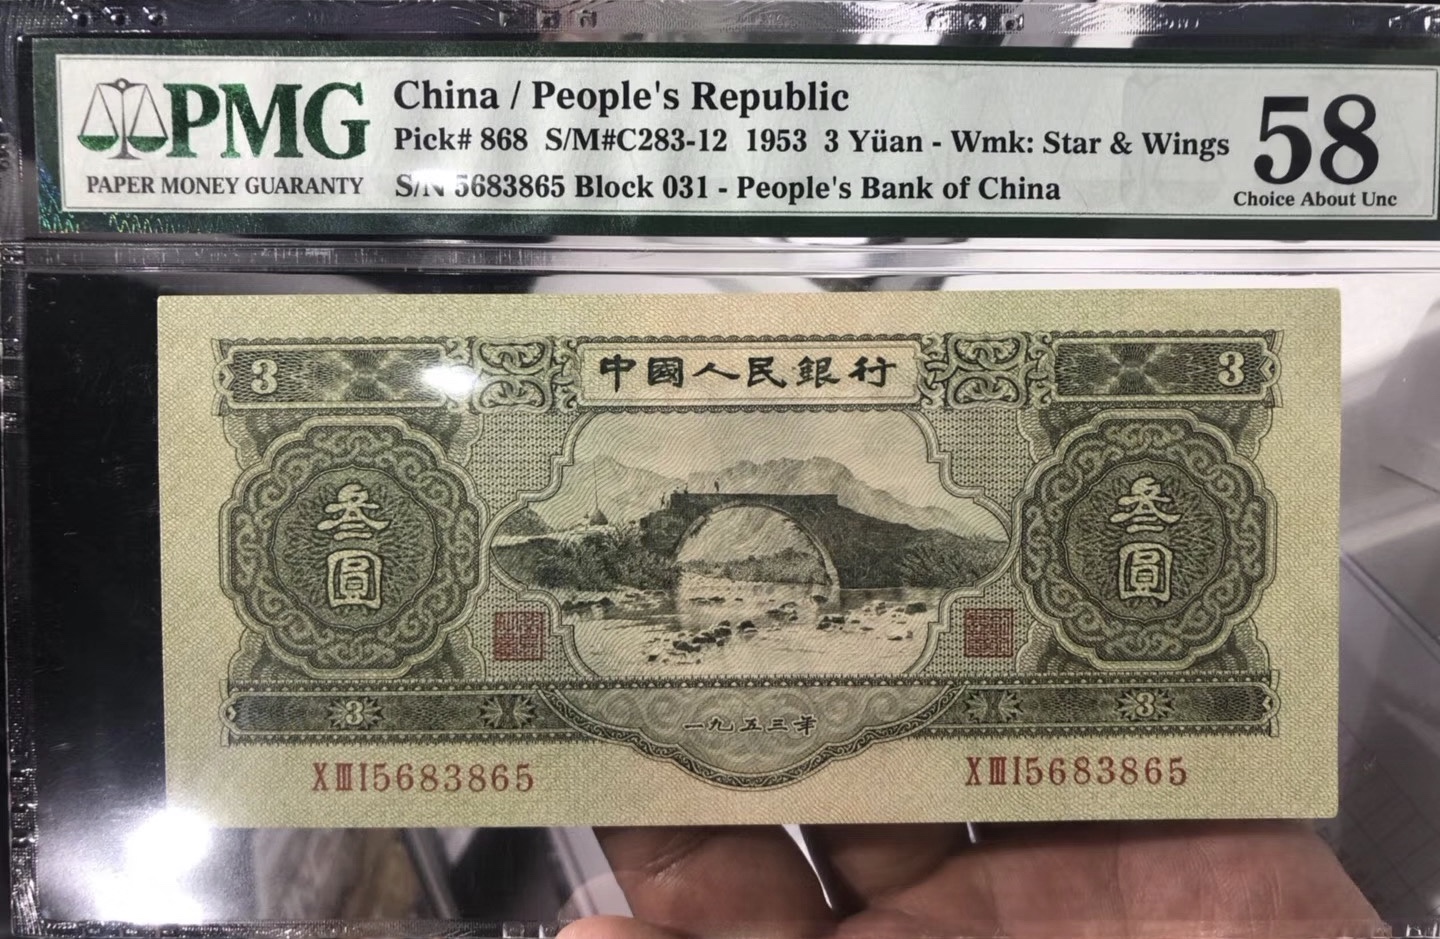 PMG
PAPER MONEY GUARANTY
China / People's Republic
Pick# 868 S/M#C283-12 1953 3 Yüan - Wmk: Star & Wings
S/N 5683865 Block 031 - People's Bank of China
58
Choice About Unc
3
中國人民銀行
3
叁圓
叁圓
3
一九五三年
3
XⅢI5683865
XⅢI5683865